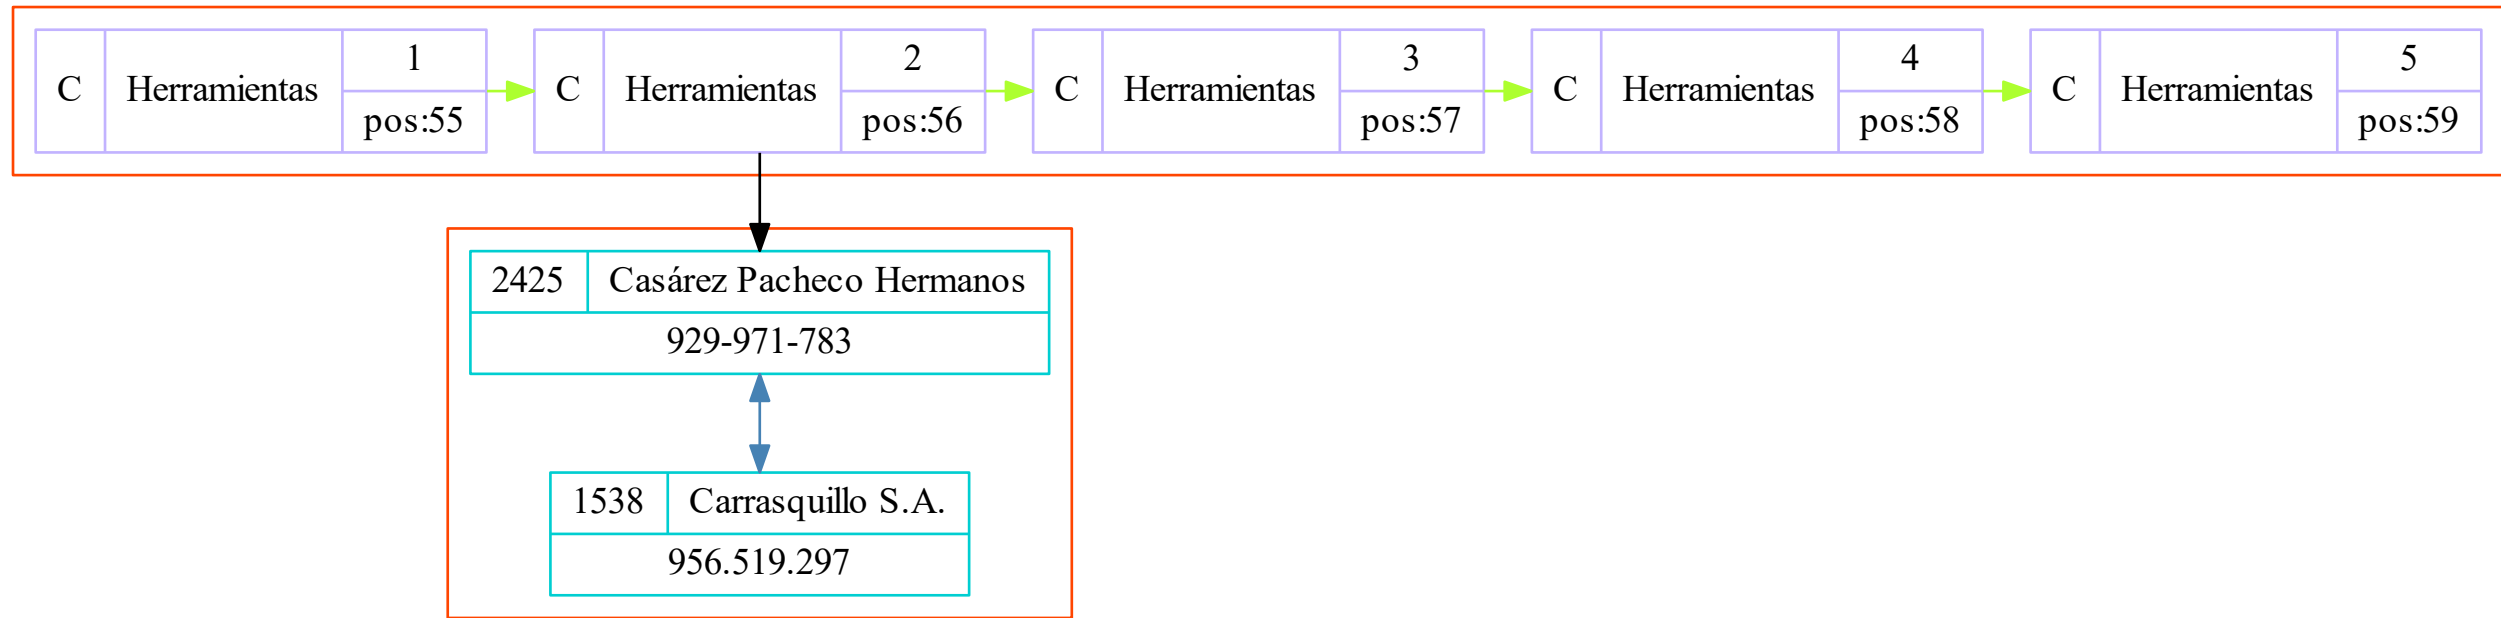 C Herramientas 1 pos:55
C Herramientas 2 pos:56
C Herramientas 3 pos:57
C Herramientas 4 pos:58
C Herramientas 5 pos:59
2425 Casárez Pacheco Hermanos
929-971-783
1538 Carrasquillo S.A.
956.519.297